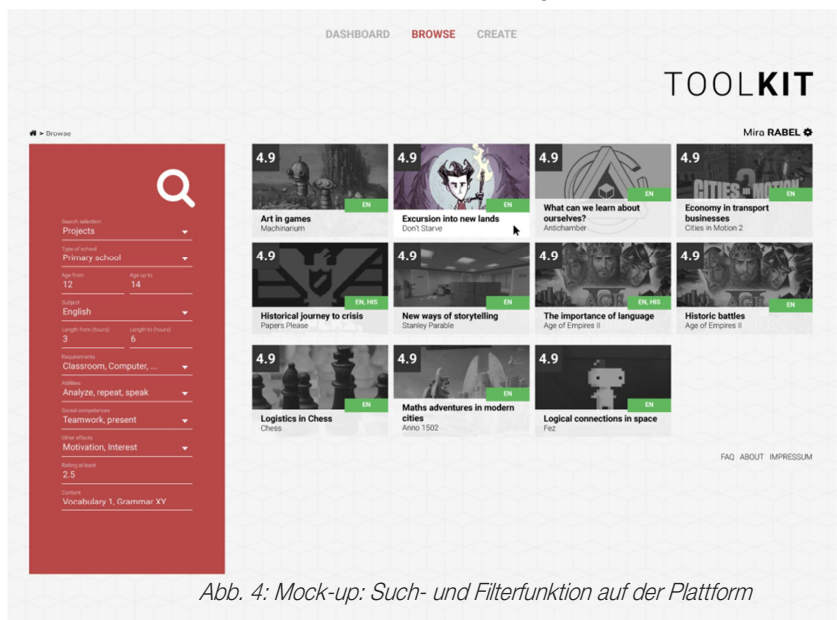 DASHBOARD BROWSE CREATE
TOOLKIT
> Browse
Mira RABEL
Search selection
Projects
Type of school
Primary school
Age from Age up to
12 14
Subject
English
Length from (hours) Length to (hours)
3 6
Requirements
Classroom, Computer, ...
Abilities
Analyze, repeat, speak
Social competences
Teamwork, present
Other effects
Motivation, Interest
Rating at least
2.5
Content
Vocabulary 1, Grammar XY
4.9
EN
Art in games
Machinarium
4.9
EN
Excursion into new lands
Don't Starve
4.9
EN
What can we learn about
ourselves?
Antichamber
4.9
CITIES IN MOTION 2
EN
Economy in transport
businesses
Cities in Motion 2
4.9
EN, HIS
Historical journey to crisis
Papers Please
4.9
EN
New ways of storytelling
Stanley Parable
4.9
EN, HIS
The importance of language
Age of Empires II
4.9
EN
Historic battles
Age of Empires II
4.9
EN
Logistics in Chess
Chess
4.9
EN
Maths adventures in modern
cities
Anno 1502
4.9
Logical connections in space
Fez
FAQ ABOUT IMPRESSUM
Abb. 4: Mock-up: Such- und Filterfunktion auf der Plattform